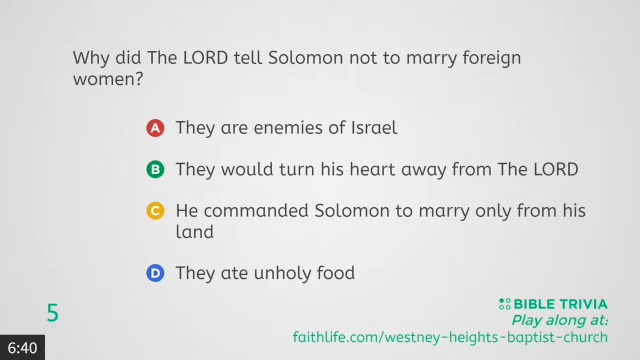 Why did The LORD tell Solomon not to marry foreign
women?
A They are enemies of Israel
B They would turn his heart away from The LORD
C He commanded Solomon to marry only from his
land
D They ate unholy food
5
BIBLE TRIVIA
Play along at:
faithlife.com/westney-heights-baptist-church
6:40